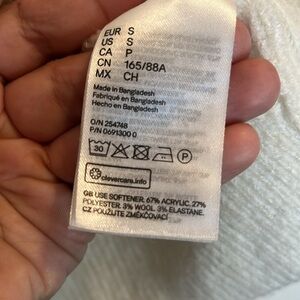 EUR S
US S
CA P
CN 165/88A
MX CH
Made in Bangladesh
Fabriqué en Bangladesh
Hecho en Bangladesh
O/N 254748
P/N 0691300 0
30 P
clevercare.info
GB USE SOFTENER. 67% ACRYLIC. 27%
POLYESTER. 3% WOOL. 3% ELASTANE.
CZ POUŽIJTE ZMĚKČOVAČ!